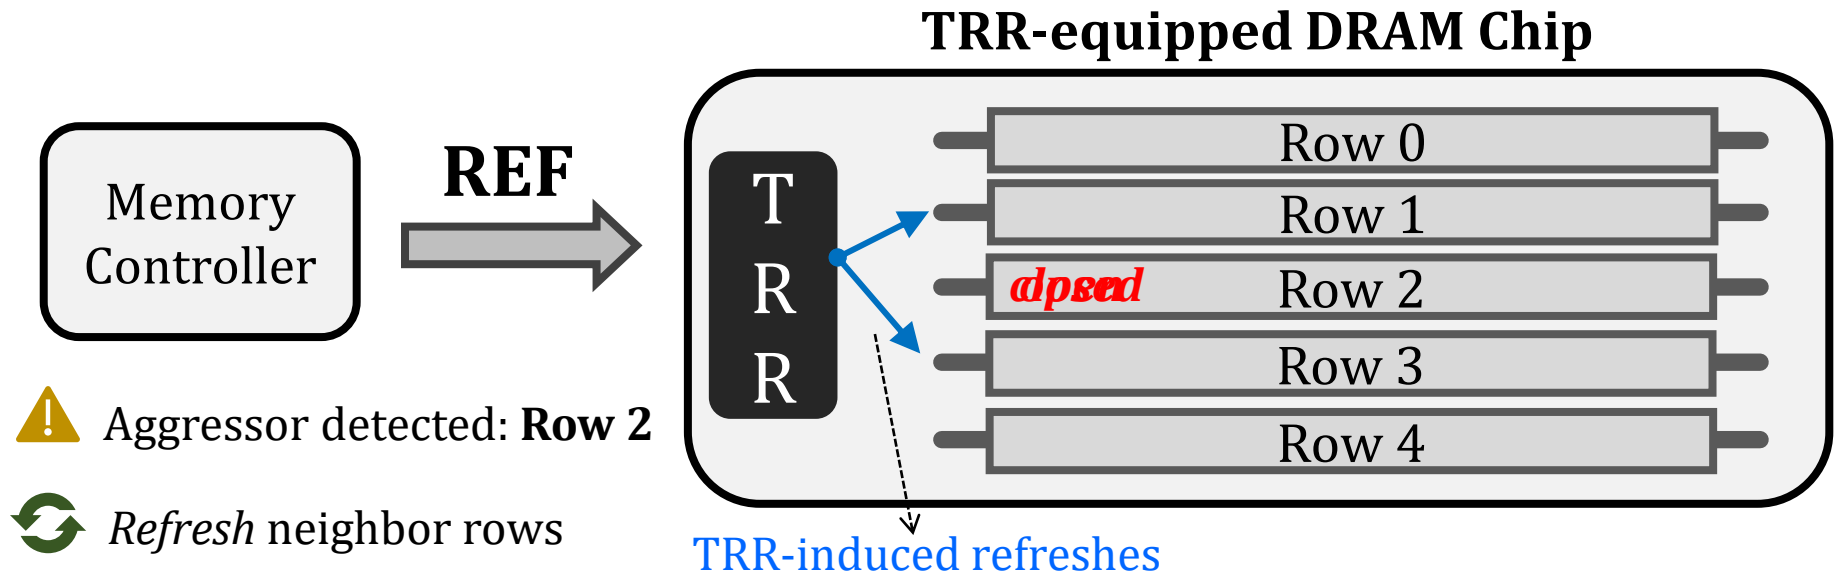 TRR-equipped DRAM Chip
Memory
Controller
REF
T
R
R
Row 0
Row 1
Row 2
Row 3
Row 4
Aggressor detected: Row 2
Refresh neighbor rows
TRR-induced refreshes